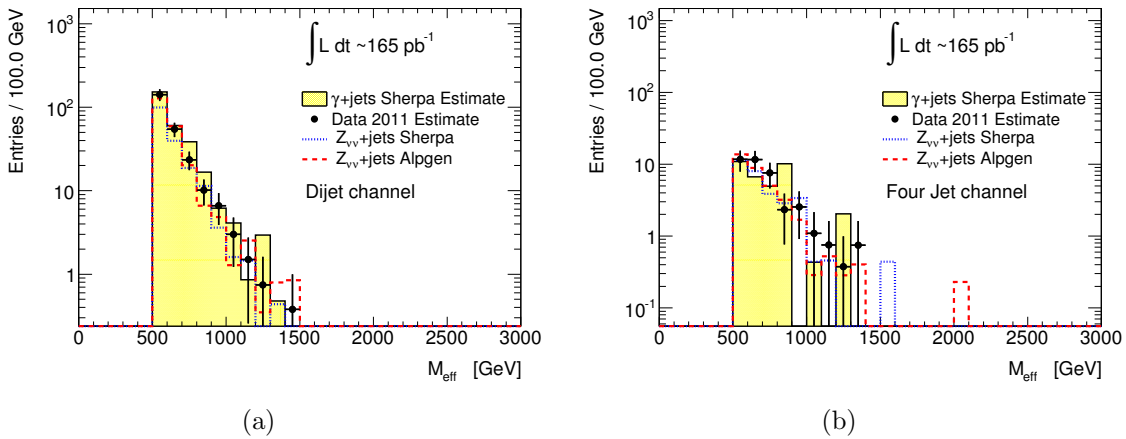 Entries / 100.0 GeV
10³
10²
10
1
∫ L dt ~165 pb⁻¹
γ+jets Sherpa Estimate
Data 2011 Estimate
Z_νν+jets Sherpa
Z_νν+jets Alpgen
Dijet channel
0 500 1000 1500 2000 2500 3000
M_eff [GeV]
(a)
Entries / 100.0 GeV
10³
10²
10
1
10⁻¹
∫ L dt ~165 pb⁻¹
γ+jets Sherpa Estimate
Data 2011 Estimate
Z_νν+jets Sherpa
Z_νν+jets Alpgen
Four Jet channel
0 500 1000 1500 2000 2500 3000
M_eff [GeV]
(b)